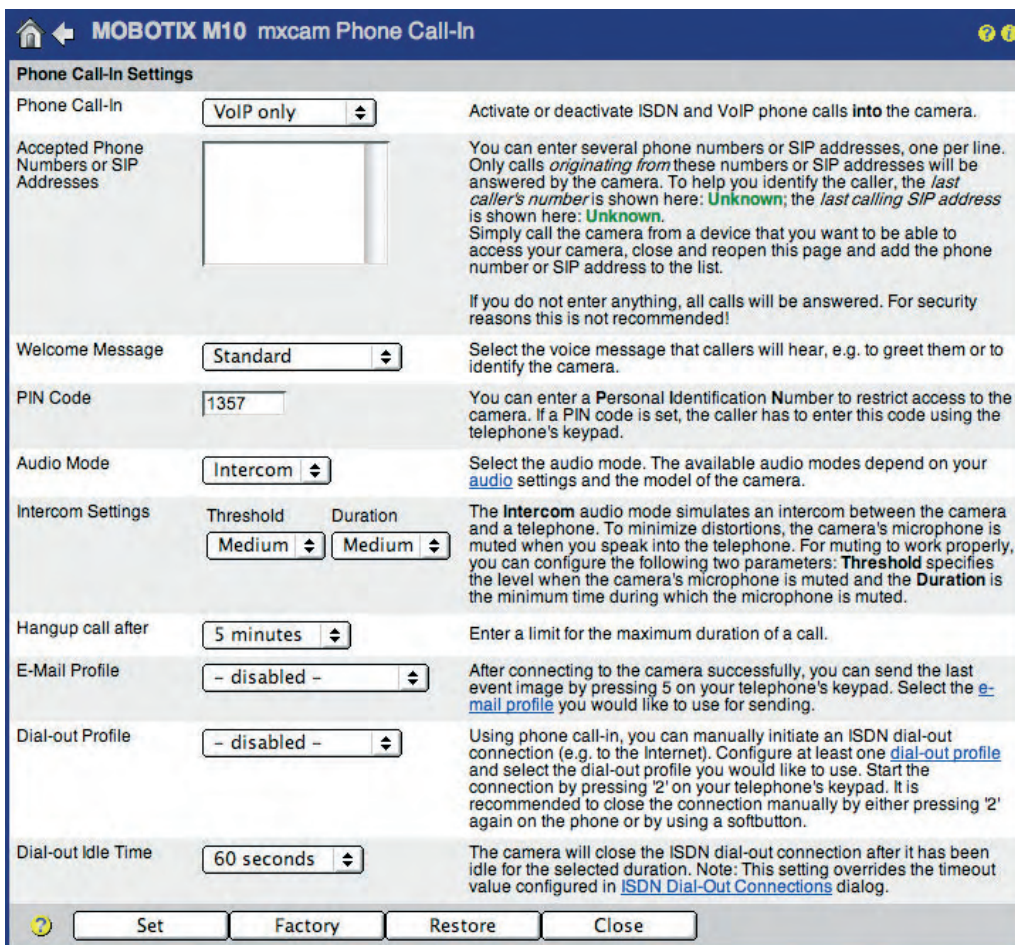 MOBOTIX M10 mxcam Phone Call-In
? i
Phone Call-In Settings
Phone Call-In
VoIP only
Activate or deactivate ISDN and VoIP phone calls into the camera.
Accepted Phone
Numbers or SIP
Addresses
You can enter several phone numbers or SIP addresses, one per line.
Only calls originating from these numbers or SIP addresses will be
answered by the camera. To help you identify the caller, the last
caller's number is shown here: Unknown; the last calling SIP address
is shown here: Unknown.
Simply call the camera from a device that you want to be able to
access your camera, close and reopen this page and add the phone
number or SIP address to the list.
If you do not enter anything, all calls will be answered. For security
reasons this is not recommended!
Welcome Message
Standard
Select the voice message that callers will hear, e.g. to greet them or to
identify the camera.
PIN Code
1357
You can enter a Personal Identification Number to restrict access to the
camera. If a PIN code is set, the caller has to enter this code using the
telephone's keypad.
Audio Mode
Intercom
Select the audio mode. The available audio modes depend on your
audio settings and the model of the camera.
Intercom Settings
Threshold Duration
Medium Medium
The Intercom audio mode simulates an intercom between the camera
and a telephone. To minimize distortions, the camera's microphone is
muted when you speak into the telephone. For muting to work properly,
you can configure the following two parameters: Threshold specifies
the level when the camera's microphone is muted and the Duration is
the minimum time during which the microphone is muted.
Hangup call after
5 minutes
Enter a limit for the maximum duration of a call.
E-Mail Profile
– disabled –
After connecting to the camera successfully, you can send the last
event image by pressing 5 on your telephone's keypad. Select the e-
mail profile you would like to use for sending.
Dial-out Profile
– disabled –
Using phone call-in, you can manually initiate an ISDN dial-out
connection (e.g. to the Internet). Configure at least one dial-out profile
and select the dial-out profile you would like to use. Start the
connection by pressing '2' on your telephone's keypad. It is
recommended to close the connection manually by either pressing '2'
again on the phone or by using a softbutton.
Dial-out Idle Time
60 seconds
The camera will close the ISDN dial-out connection after it has been
idle for the selected duration. Note: This setting overrides the timeout
value configured in ISDN Dial-Out Connections dialog.
? Set Factory Restore Close